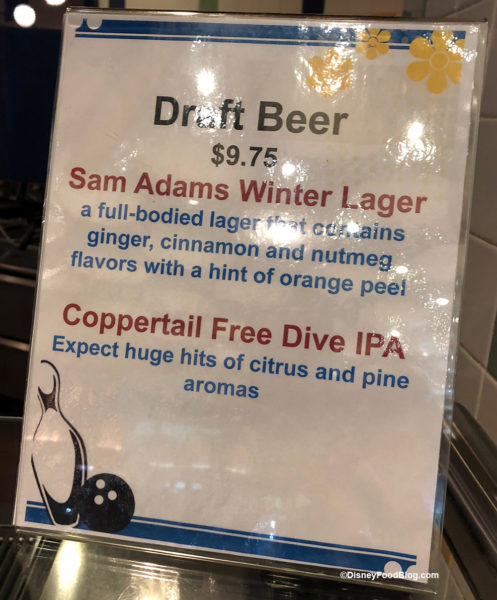 Draft Beer
$9.75
Sam Adams Winter Lager
a full-bodied lager that contains
ginger, cinnamon and nutmeg
flavors with a hint of orange peel
Coppertail Free Dive IPA
Expect huge hits of citrus and pine
aromas
©DisneyFoodBlog.com